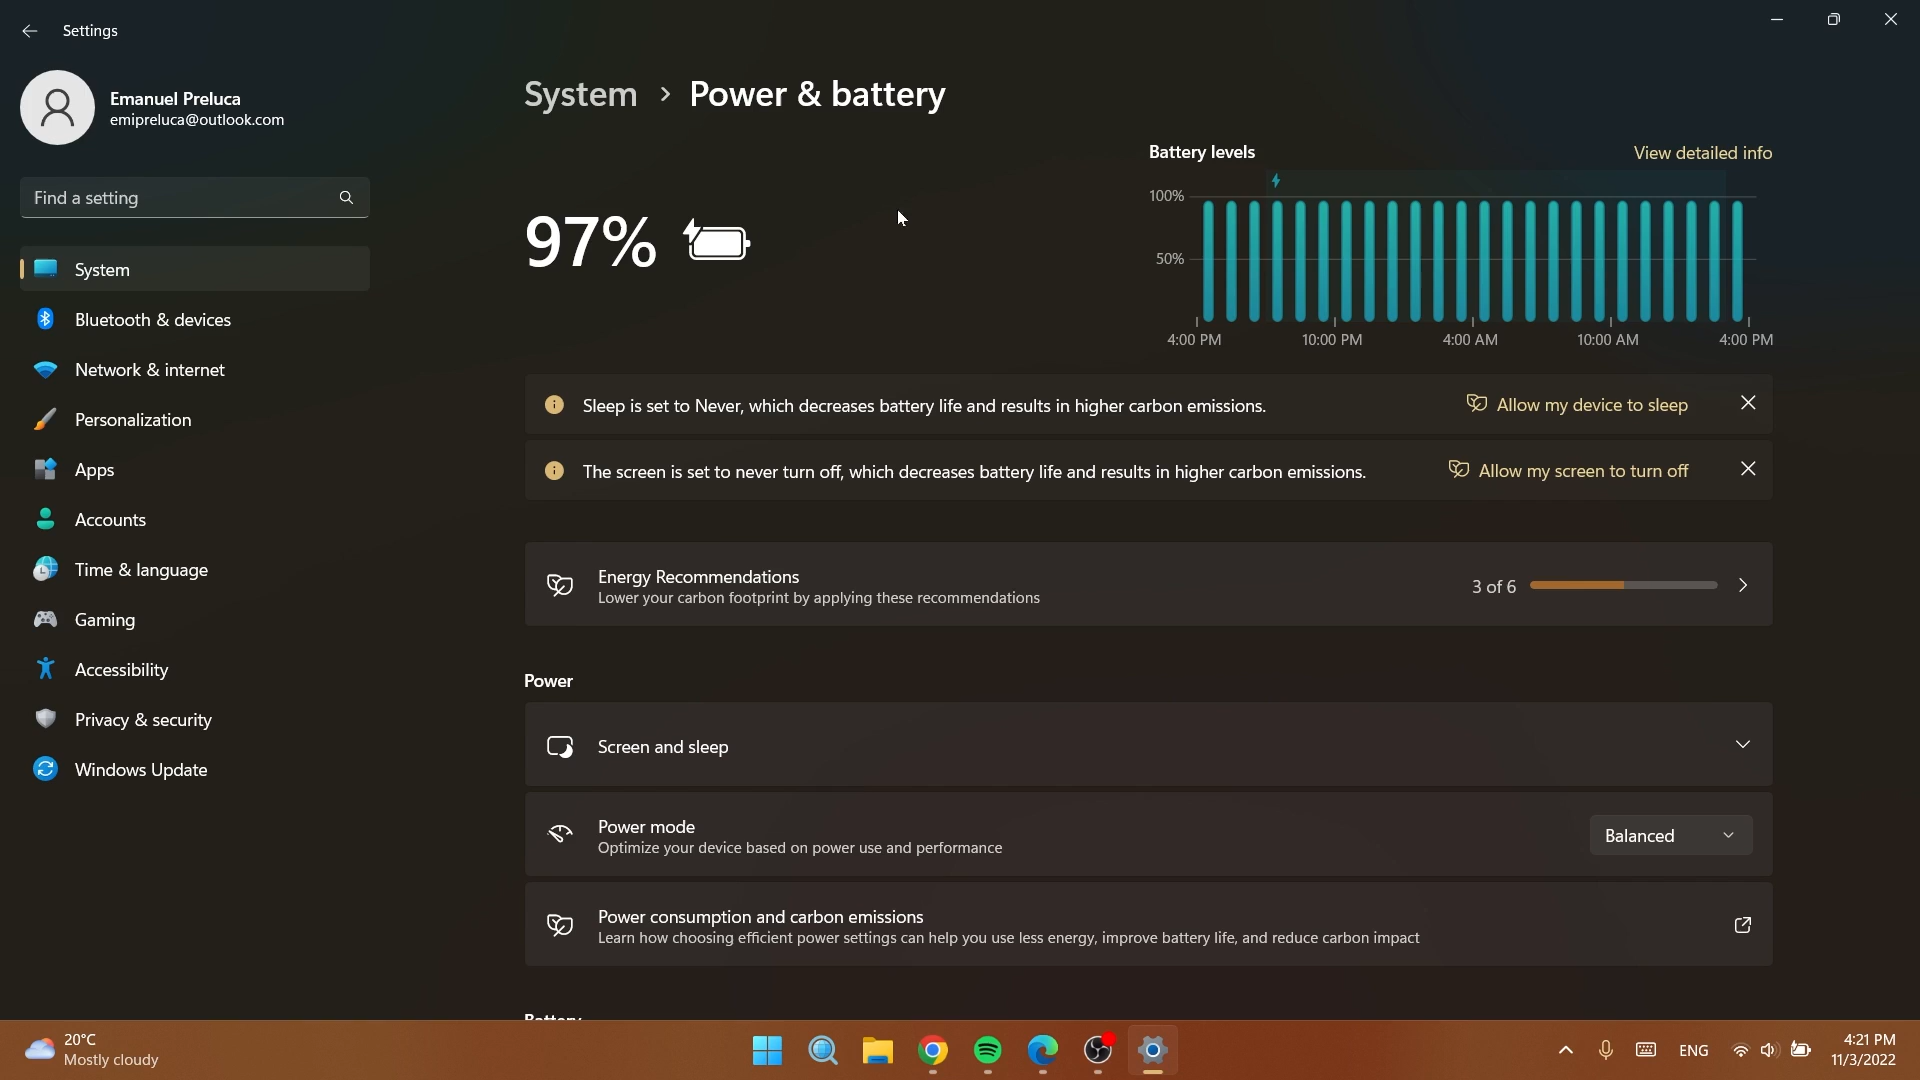 Settings
Emanuel Preluca
emipreluca@outlook.com
Find a setting
System
Bluetooth & devices
Network & internet
Personalization
Apps
Accounts
Time & language
Gaming
Accessibility
Privacy & security
Windows Update
System > Power & battery
97%
Battery levels
View detailed info
100%
50%
4:00 PM 10:00 PM 4:00 AM 10:00 AM 4:00 PM
Sleep is set to Never, which decreases battery life and results in higher carbon emissions.
Allow my device to sleep
The screen is set to never turn off, which decreases battery life and results in higher carbon emissions.
Allow my screen to turn off
Energy Recommendations
Lower your carbon footprint by applying these recommendations
3 of 6
Power
Screen and sleep
Power mode
Optimize your device based on power use and performance
Balanced
Power consumption and carbon emissions
Learn how choosing efficient power settings can help you use less energy, improve battery life, and reduce carbon impact
Battery
20°C
Mostly cloudy
ENG
4:21 PM
11/3/2022